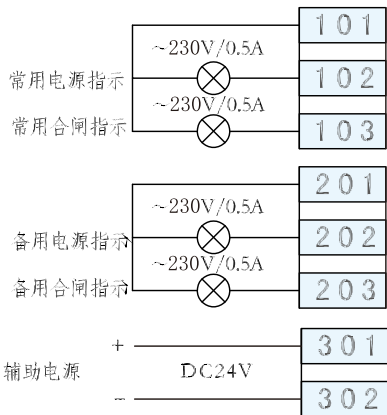 101
~230V/0.5A
常用电源指示
102
~230V/0.5A
常用合闸指示
103
201
~230V/0.5A
备用电源指示
202
~230V/0.5A
备用合闸指示
203
+
301
辅助电源
DC24V
-
302